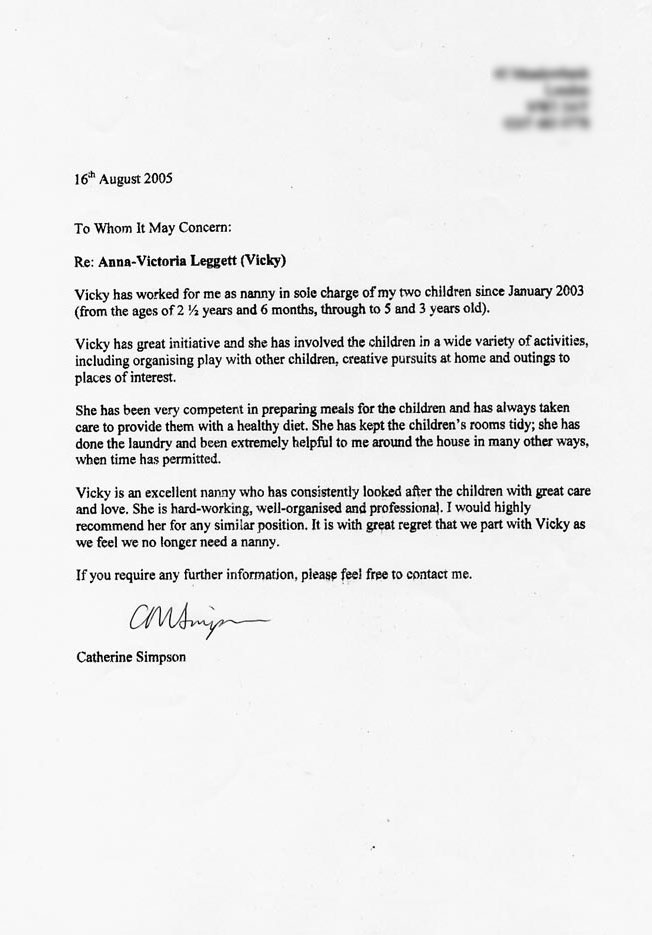 16th August 2005
To Whom It May Concern:
Re: Anna-Victoria Leggett (Vicky)
Vicky has worked for me as nanny in sole charge of my two children since January 2003
(from the ages of 2 ½ years and 6 months, through to 5 and 3 years old).
Vicky has great initiative and she has involved the children in a wide variety of activities,
including organising play with other children, creative pursuits at home and outings to
places of interest.
She has been very competent in preparing meals for the children and has always taken
care to provide them with a healthy diet. She has kept the children's rooms tidy; she has
done the laundry and been extremely helpful to me around the house in many other ways,
when time has permitted.
Vicky is an excellent nanny who has consistently looked after the children with great care
and love. She is hard-working, well-organised and professional. I would highly
recommend her for any similar position. It is with great regret that we part with Vicky as
we feel we no longer need a nanny.
If you require any further information, please feel free to contact me.
CMSimpson
Catherine Simpson